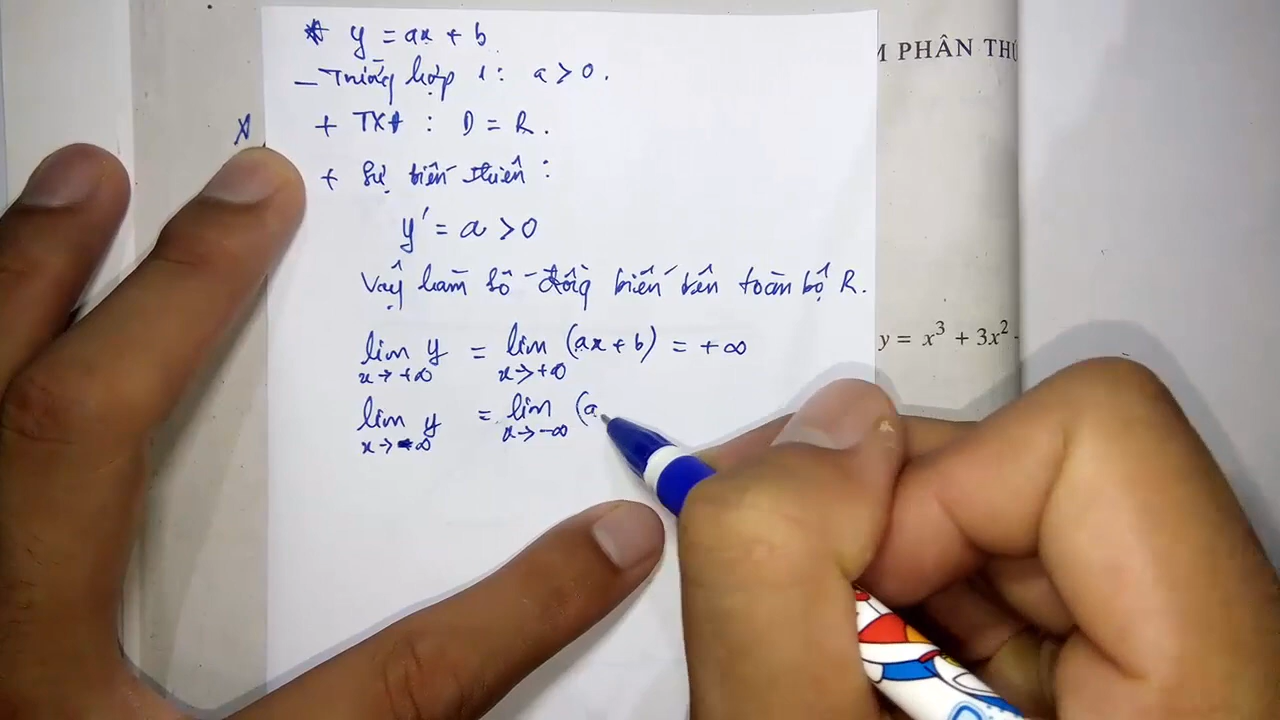 * y = ax + b
- Trường hợp 1: a > 0.
+ TXĐ : D = R.
+ Sự biến thiên :
y' = a > 0
Vậy hàm số đồng biến trên toàn bộ R.
lim y = lim (ax + b) = +∞
x → +∞ x → +∞
lim y = lim (a
x → -∞ x → -∞
M PHÂN THỨ
y = x³ + 3x² -